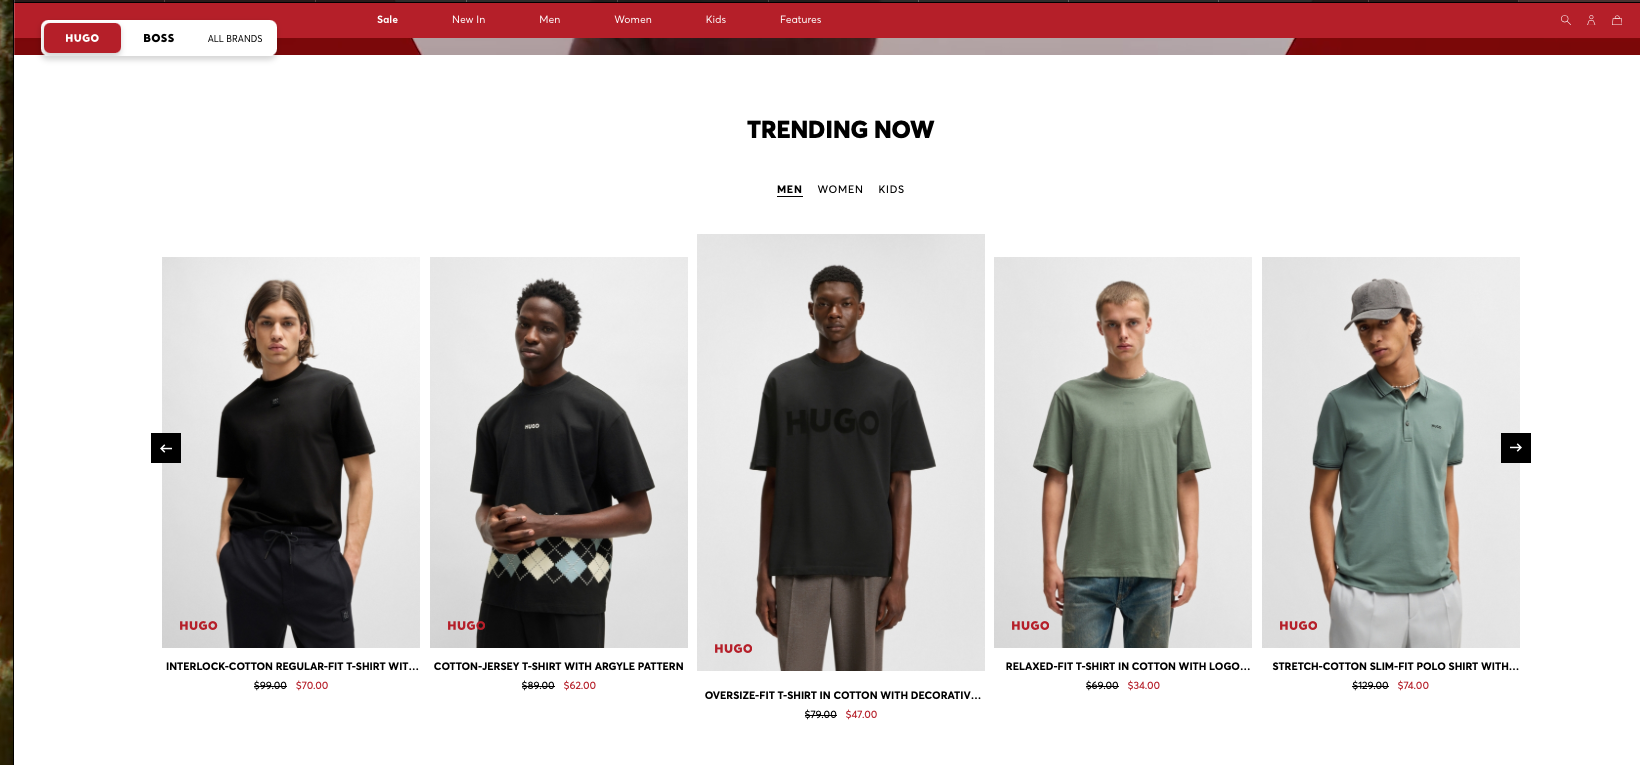 Sale New In Men Women Kids Features
HUGO BOSS ALL BRANDS
TRENDING NOW
MEN WOMEN KIDS
HUGO
HUGO
HUGO
HUGO
HUGO
HUGO
HUGO
INTERLOCK-COTTON REGULAR-FIT T-SHIRT WIT...
$99.00 $70.00
COTTON-JERSEY T-SHIRT WITH ARGYLE PATTERN
$89.00 $62.00
OVERSIZE-FIT T-SHIRT IN COTTON WITH DECORATIV...
$79.00 $47.00
RELAXED-FIT T-SHIRT IN COTTON WITH LOGO...
$69.00 $34.00
STRETCH-COTTON SLIM-FIT POLO SHIRT WITH...
$129.00 $74.00